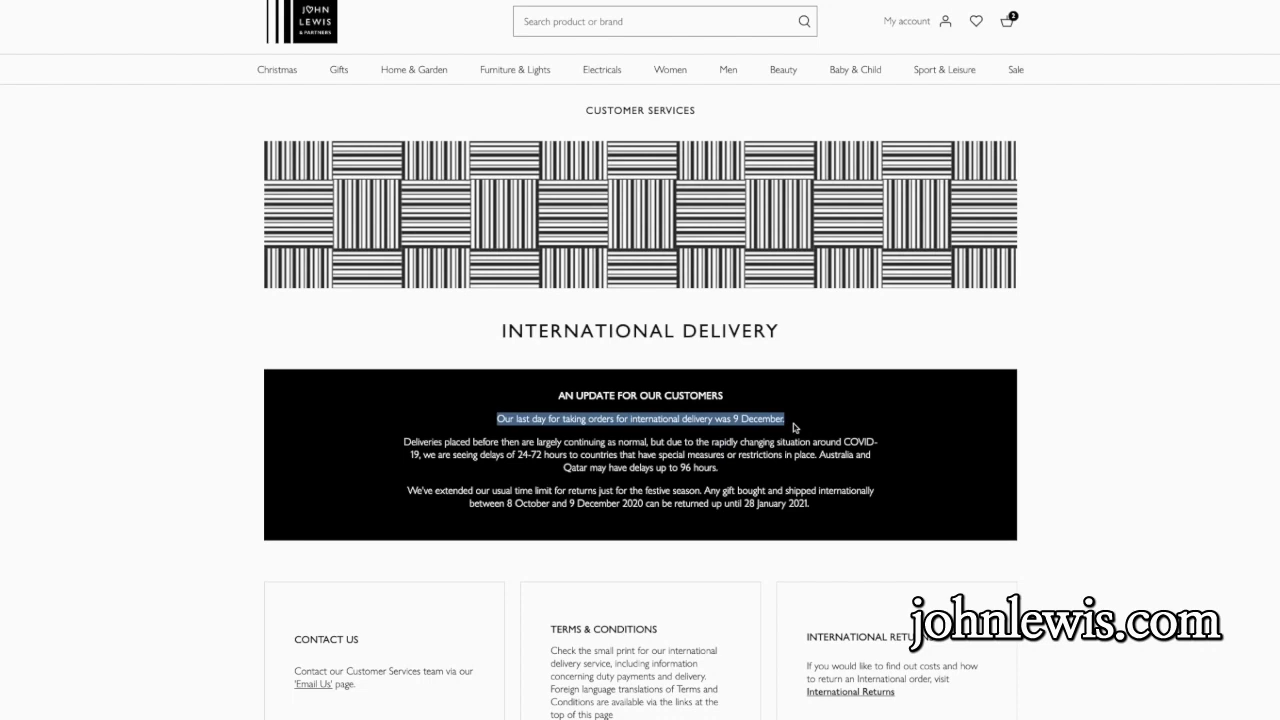 JOHN
LEWIS
& PARTNERS
Search product or brand
My account
2
Christmas Gifts Home & Garden Furniture & Lights Electricals Women Men Beauty Baby & Child Sport & Leisure Sale
CUSTOMER SERVICES
INTERNATIONAL DELIVERY
AN UPDATE FOR OUR CUSTOMERS
Our last day for taking orders for international delivery was 9 December.
Deliveries placed before then are largely continuing as normal, but due to the rapidly changing situation around COVID-
19, we are seeing delays of 24-72 hours to countries that have special measures or restrictions in place. Australia and
Qatar may have delays up to 96 hours.
We've extended our usual time limit for returns just for the festive season. Any gift bought and shipped internationally
between 8 October and 9 December 2020 can be returned up until 28 January 2021.
CONTACT US
Contact our Customer Services team via our
'Email Us' page.
TERMS & CONDITIONS
Check the small print for our international
delivery service, including information
concerning duty payments and delivery.
Foreign language translations of Terms and
Conditions are available via the links at the
top of this page
INTERNATIONAL
If you would like to find out costs and how
to return an International order, visit
International Returns
johnlewis.com